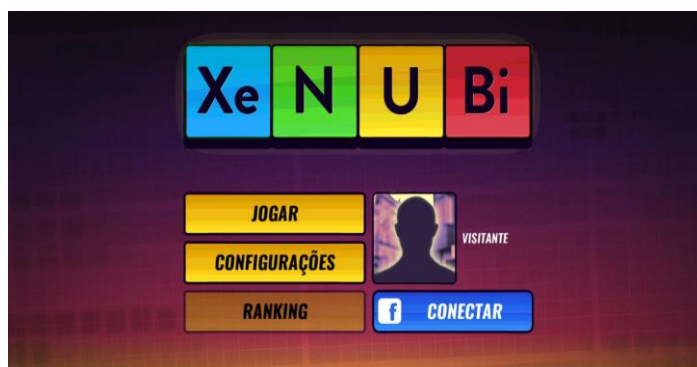 Xe N U Bi
JOGAR
VISITANTE
CONFIGURAÇÕES
RANKING
f CONECTAR